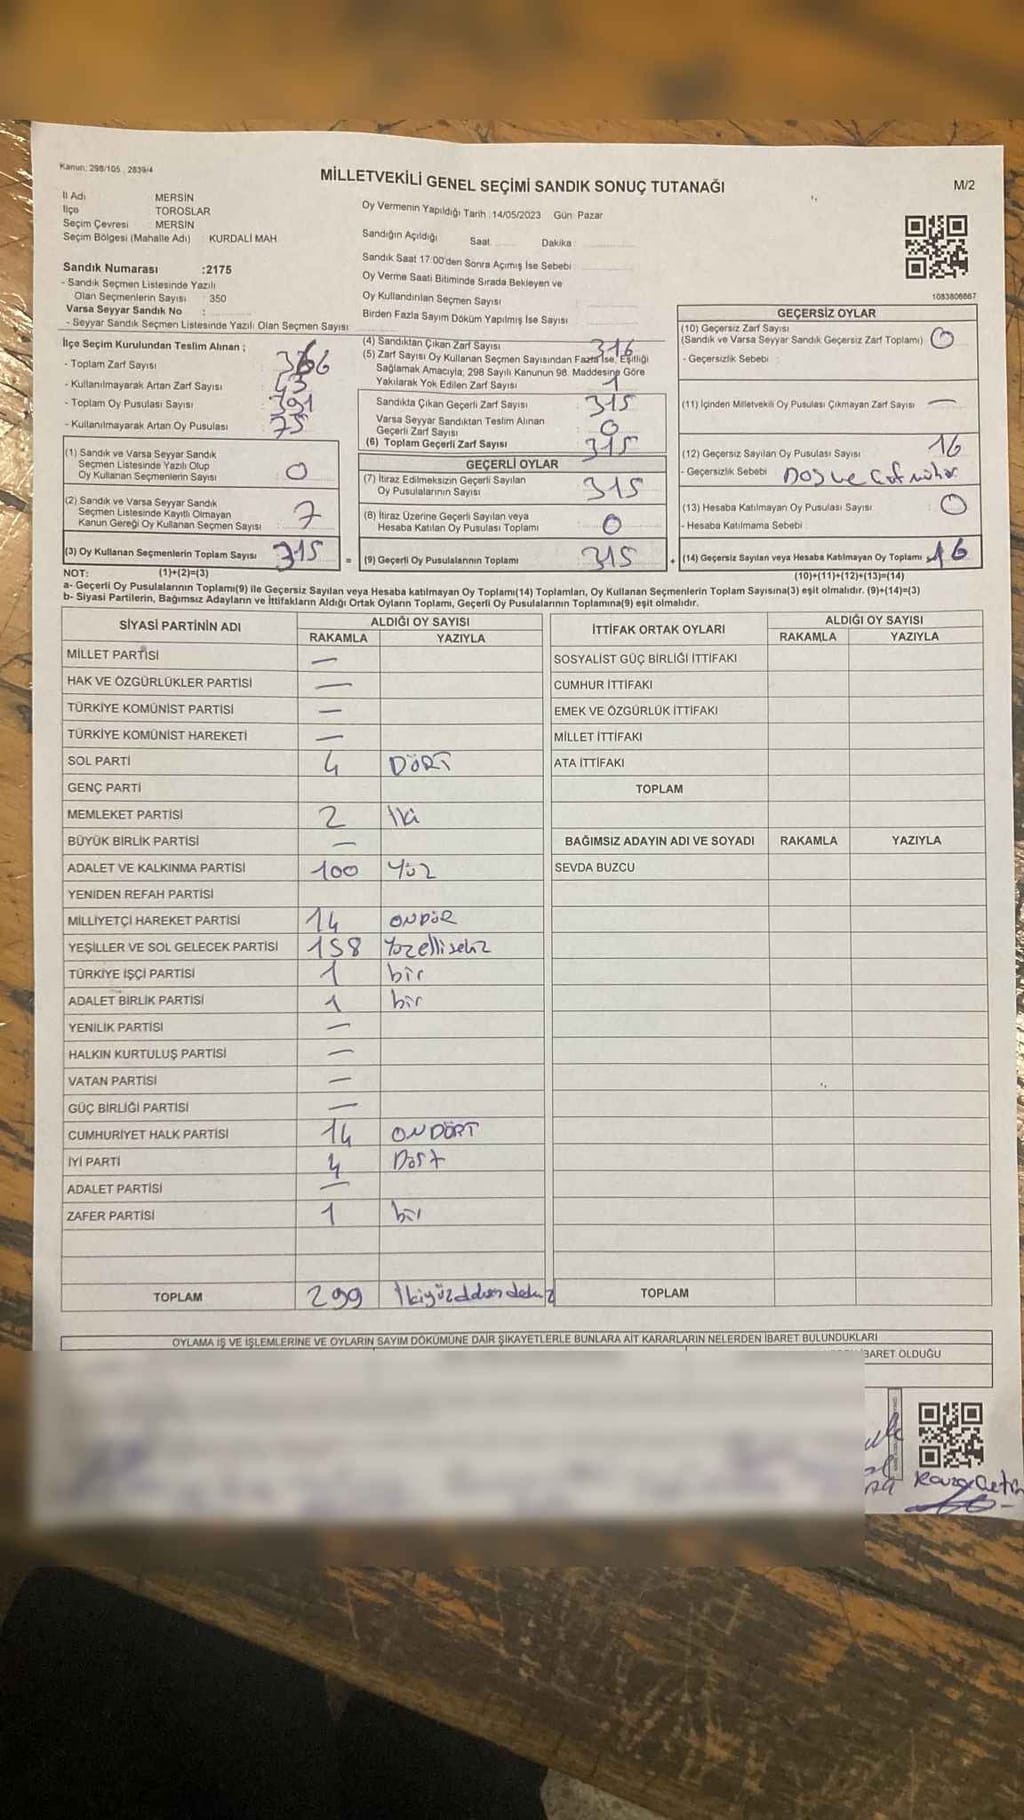 Kanun: 298/105, 2839/4
MİLLETVEKİLİ GENEL SEÇİMİ SANDIK SONUÇ TUTANAĞI
M/2
İl Adı MERSİN
İlçe TOROSLAR
Seçim Çevresi : MERSİN
Seçim Bölgesi (Mahalle Adı) : KURDALİ MAH
Oy Vermenin Yapıldığı Tarih : 14/05/2023 Gün: Pazar
Sandığın Açıldığı Saat Dakika :
Sandık Saat 17:00'den Sonra Açımış İse Sebebi
Oy Verme Saati Bitiminde Sırada Bekleyen ve
Oy Kullandırılan Seçmen Sayısı
Birden Fazla Sayım Döküm Yapılmış İse Sayısı
1083806667
Sandık Numarası :2175
- Sandık Seçmen Listesinde Yazılı
Olan Seçmenlerin Sayısı : 350
Varsa Seyyar Sandık No :
- Seyyar Sandık Seçmen Listesinde Yazılı Olan Seçmen Sayısı
İlçe Seçim Kurulundan Teslim Alınan ;
- Toplam Zarf Sayısı
- Kullanılmayarak Artan Zarf Sayısı
- Toplam Oy Pusulası Sayısı : 391
- Kullanılmayarak Artan Oy Pusulası : 75
(1) Sandık ve Varsa Seyyar Sandık
Seçmen Listesinde Yazılı Olup
Oy Kullanan Seçmenlerin Sayısı : 0
(2) Sandık ve Varsa Seyyar Sandık
Seçmen Listesinde Kayıtlı Olmayan
Kanun Gereği Oy Kullanan Seçmen Sayısı : 7
(3) Oy Kullanan Seçmenlerin Toplam Sayısı : 315
(1)+(2)=(3)
(4) Sandıktan Çıkan Zarf Sayısı 316
(5) Zarf Sayısı Oy Kullanan Seçmen Sayısından Fazla İse, Eşitliği
Sağlamak Amacıyla, 298 Sayılı Kanunun 98. Maddesine Göre
Yakılarak Yok Edilen Zarf Sayısı : 1
Sandıkta Çıkan Geçerli Zarf Sayısı : 315
Varsa Seyyar Sandıktan Teslim Alınan
Geçerli Zarf Sayısı : 0
(6) Toplam Geçerli Zarf Sayısı : 315
GEÇERLİ OYLAR
(7) İtiraz Edilmeksizin Geçerli Sayılan
Oy Pusulalarının Sayısı : 315
(8) İtiraz Üzerine Geçerli Sayılan veya
Hesaba Katılan Oy Pusulası Toplamı : 0
= (9) Geçerli Oy Pusulalarının Toplamı : 315
GEÇERSİZ OYLAR
(10) Geçersiz Zarf Sayısı
(Sandık ve Varsa Seyyar Sandık Geçersiz Zarf Toplamı) : 0
- Geçersizlik Sebebi :
(11) İçinden Milletvekili Oy Pusulası Çıkmayan Zarf Sayısı : —
(12) Geçersiz Sayılan Oy Pusulası Sayısı : 16
- Geçersizlik Sebebi :
(13) Hesaba Katılmayan Oy Pusulası Sayısı : 0
- Hesaba Katılmama Sebebi :
+ (14) Geçersiz Sayılan veya Hesaba Katılmayan Oy Toplamı : 16
(10)+(11)+(12)+(13)=(14)
NOT:
a- Geçerli Oy Pusulalarının Toplamı(9) ile Geçersiz Sayılan veya Hesaba katılmayan Oy Toplamı(14) Toplamları, Oy Kullanan Seçmenlerin Toplam Sayısına(3) eşit olmalıdır. (9)+(14)=(3)
b- Siyasi Partilerin, Bağımsız Adayların ve İttifakların Aldığı Ortak Oyların Toplamı, Geçerli Oy Pusulalarının Toplamına(9) eşit olmalıdır.
SİYASİ PARTİNİN ADI ALDIĞI OY SAYISI
RAKAMLA YAZIYLA
MİLLET PARTİSİ —
HAK VE ÖZGÜRLÜKLER PARTİSİ —
TÜRKİYE KOMÜNİST PARTİSİ —
TÜRKİYE KOMÜNİST HAREKETİ —
SOL PARTİ 4 DÖRT
GENÇ PARTİ
MEMLEKET PARTİSİ 2 İki
BÜYÜK BİRLİK PARTİSİ —
ADALET VE KALKINMA PARTİSİ 100 Yüz
YENİDEN REFAH PARTİSİ
MİLLİYETÇİ HAREKET PARTİSİ 14 ONDÖR
YEŞİLLER VE SOL GELECEK PARTİSİ 158 Yüzellisekiz
TÜRKİYE İŞÇİ PARTİSİ 1 bir
ADALET BİRLİK PARTİSİ 1 bir
YENİLİK PARTİSİ —
HALKIN KURTULUŞ PARTİSİ —
VATAN PARTİSİ —
GÜÇ BİRLİĞİ PARTİSİ —
CUMHURİYET HALK PARTİSİ 14 ONDÖRT
İYİ PARTİ 4 Dört
ADALET PARTİSİ —
ZAFER PARTİSİ 1 bir
TOPLAM 299
İTTİFAK ORTAK OYLARI ALDIĞI OY SAYISI
RAKAMLA YAZIYLA
SOSYALİST GÜÇ BİRLİĞİ İTTİFAKI
CUMHUR İTTİFAKI
EMEK VE ÖZGÜRLÜK İTTİFAKI
MİLLET İTTİFAKI
ATA İTTİFAKI
TOPLAM
BAĞIMSIZ ADAYIN ADI VE SOYADI RAKAMLA YAZIYLA
SEVDA BUZCU
TOPLAM
OYLAMA İŞ VE İŞLEMLERİNE VE OYLARIN SAYIM DÖKÜMÜNE DAİR ŞİKAYETLERLE BUNLARA AİT KARARLARIN NELERDEN İBARET BULUNDUKLARI
BARET OLDUĞU